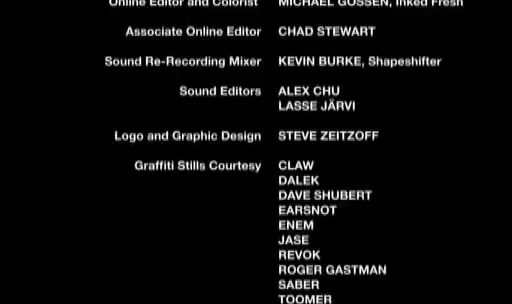 Online Editor and Colorist MICHAEL GOSSEN, Inked Fresh
Associate Online Editor CHAD STEWART
Sound Re-Recording Mixer KEVIN BURKE, Shapeshifter
Sound Editors ALEX CHU
LASSE JÄRVI
Logo and Graphic Design STEVE ZEITZOFF
Graffiti Stills Courtesy CLAW
DALEK
DAVE SHUBERT
EARSNOT
ENEM
JASE
REVOK
ROGER GASTMAN
SABER
TOOMER